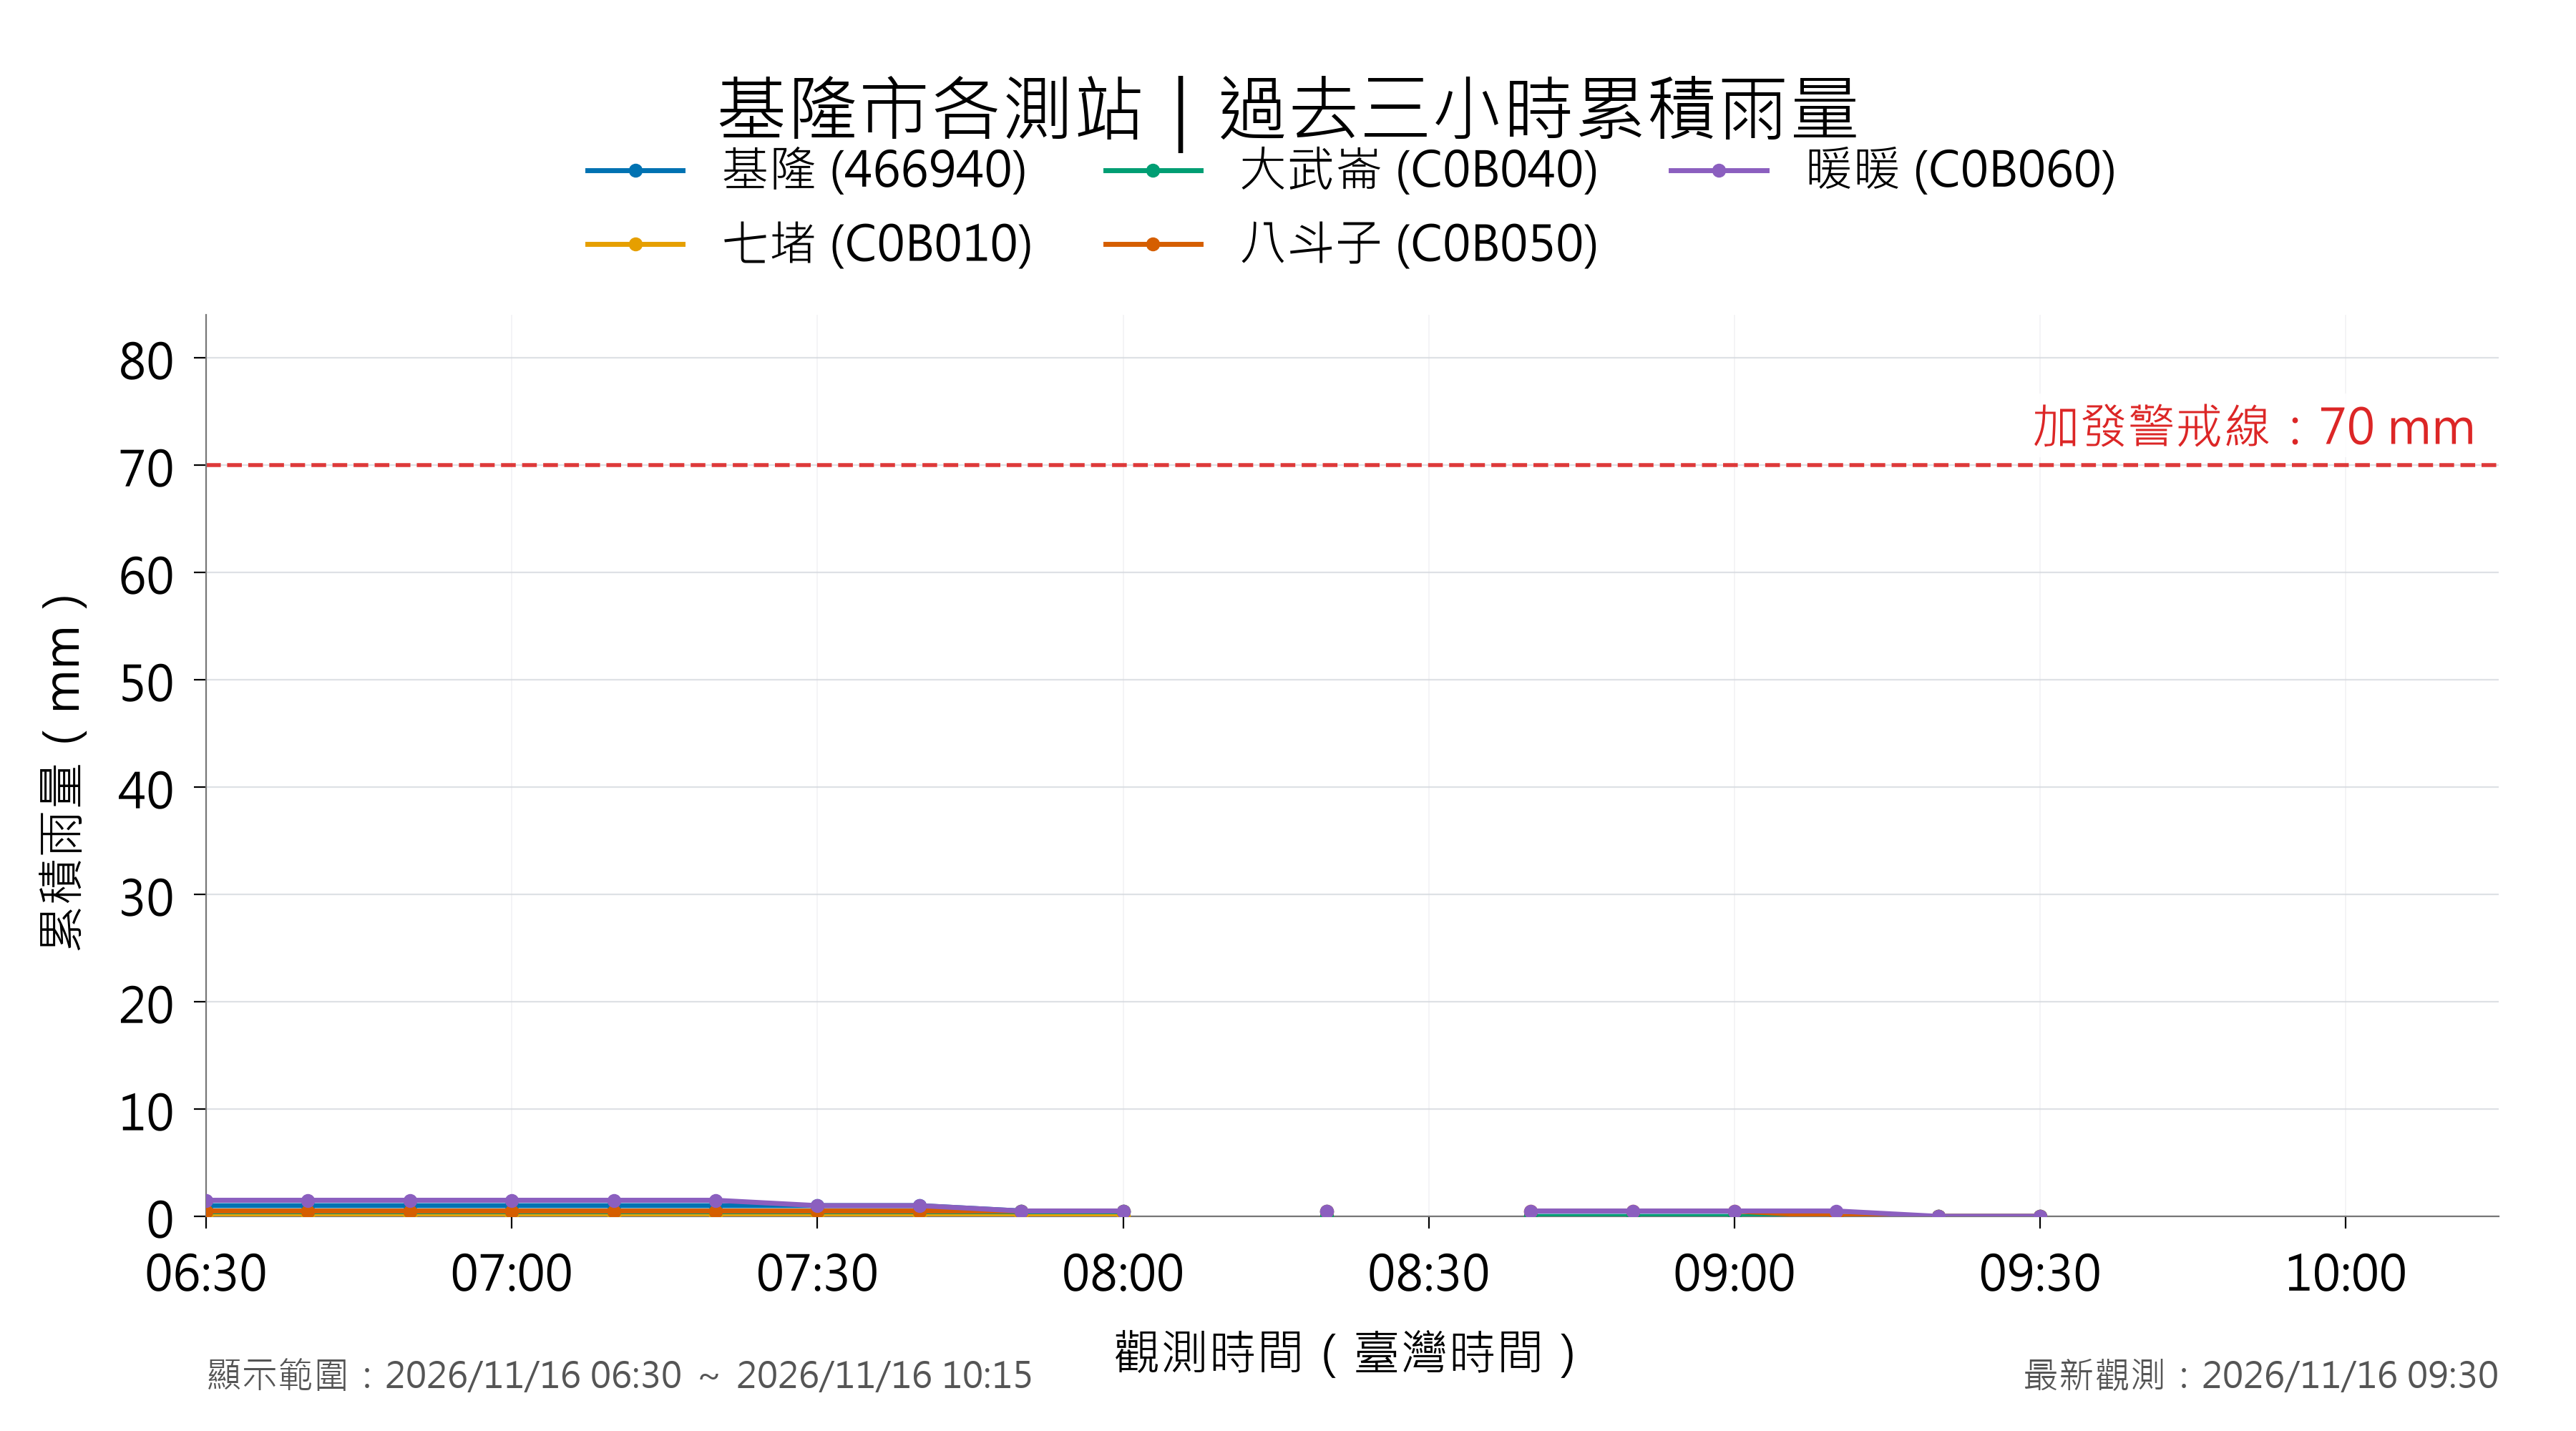 基隆市各測站｜過去三小時累積雨量
基隆 (466940)
大武崙 (C0B040)
暖暖 (C0B060)
七堵 (C0B010)
八斗子 (C0B050)
80
加發警戒線：70 mm
70
60
50
40
30
20
10
0
累積雨量（mm）
06:30 07:00 07:30 08:00 08:30 09:00 09:30 10:00
觀測時間（臺灣時間）
顯示範圍：2026/11/16 06:30 ~ 2026/11/16 10:15
最新觀測：2026/11/16 09:30